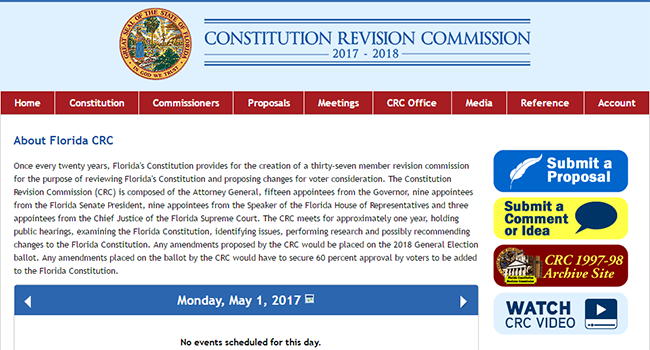 GREAT SEAL OF THE STATE OF FLORIDA
IN GOD WE TRUST
CONSTITUTION REVISION COMMISSION
2017 - 2018
Home Constitution Commissioners Proposals Meetings CRC Office Media Reference Account
About Florida CRC
Once every twenty years, Florida's Constitution provides for the creation of a thirty-seven member revision commission
for the purpose of reviewing Florida's Constitution and proposing changes for voter consideration. The Constitution
Revision Commission (CRC) is composed of the Attorney General, fifteen appointees from the Governor, nine appointees
from the Florida Senate President, nine appointees from the Speaker of the Florida House of Representatives and three
appointees from the Chief Justice of the Florida Supreme Court. The CRC meets for approximately one year, holding
public hearings, examining the Florida Constitution, identifying issues, performing research and possibly recommending
changes to the Florida Constitution. Any amendments proposed by the CRC would be placed on the 2018 General Election
ballot. Any amendments placed on the ballot by the CRC would have to secure 60 percent approval by voters to be added
to the Florida Constitution.
Monday, May 1, 2017
No events scheduled for this day.
Submit a
Proposal
Submit a
Comment
or Idea
CRC 1997-98
Archive Site
WATCH
CRC VIDEO